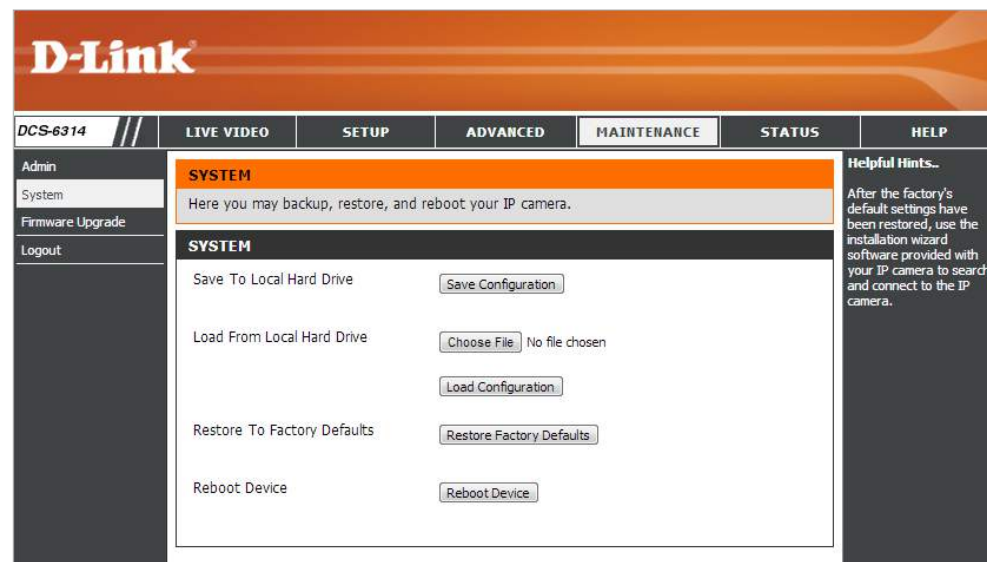 D-Link
DCS-6314
LIVE VIDEO
SETUP
ADVANCED
MAINTENANCE
STATUS
HELP
Admin
System
Firmware Upgrade
Logout
SYSTEM
Here you may backup, restore, and reboot your IP camera.
SYSTEM
Save To Local Hard Drive
Save Configuration
Load From Local Hard Drive
Choose File No file chosen
Load Configuration
Restore To Factory Defaults
Restore Factory Defaults
Reboot Device
Reboot Device
Helpful Hints..
After the factory's
default settings have
been restored, use the
installation wizard
software provided with
your IP camera to search
and connect to the IP
camera.